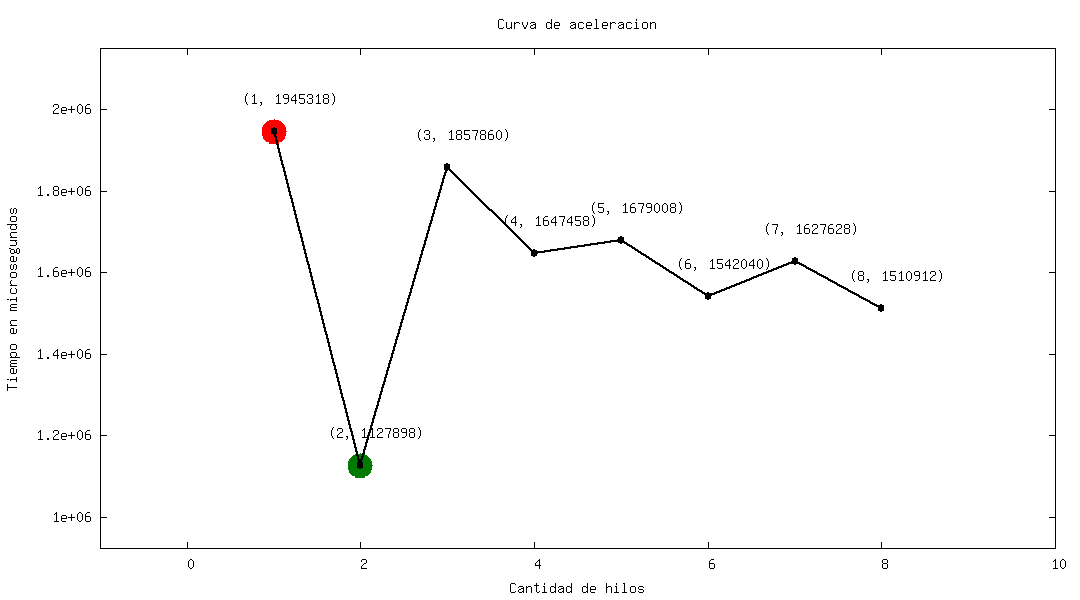 Curva de aceleracion
Tiempo en microsegundos
2e+06
1.8e+06
1.6e+06
1.4e+06
1.2e+06
1e+06
(1, 1945318)
(2, 1127898)
(3, 1857860)
(4, 1647458)
(5, 1679008)
(6, 1542040)
(7, 1627628)
(8, 1510912)
0
2
4
6
8
10
Cantidad de hilos